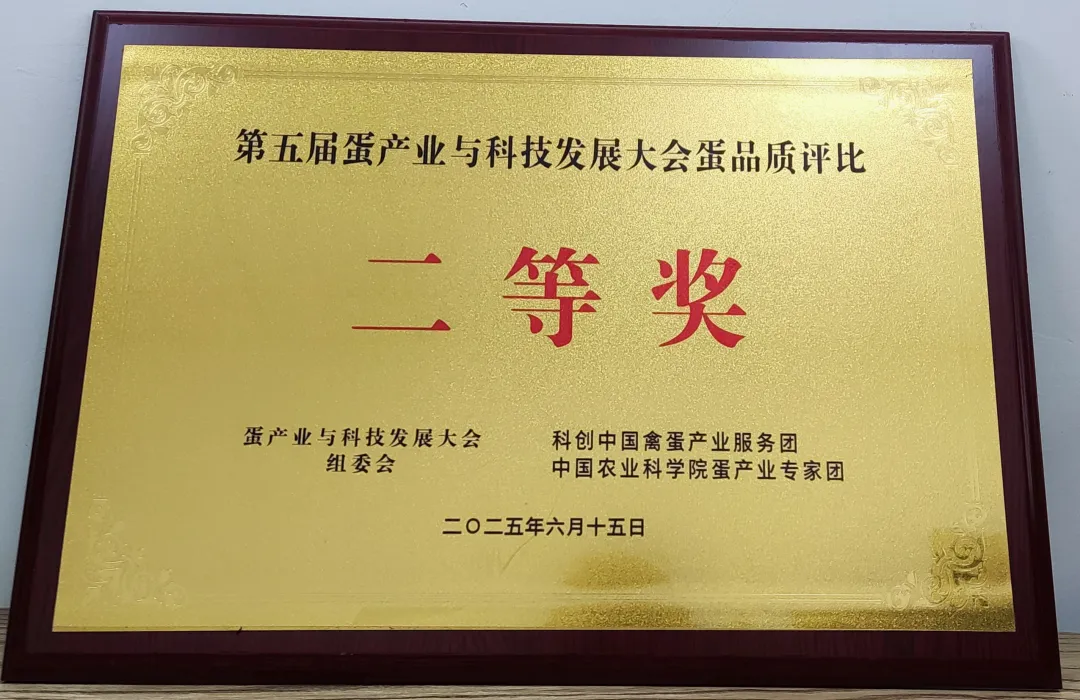 第五届蛋产业与科技发展大会蛋品质评比
二等奖
蛋产业与科技发展大会
组委会
科创中国禽蛋产业服务团
中国农业科学院蛋产业专家团
二〇二五年六月十五日